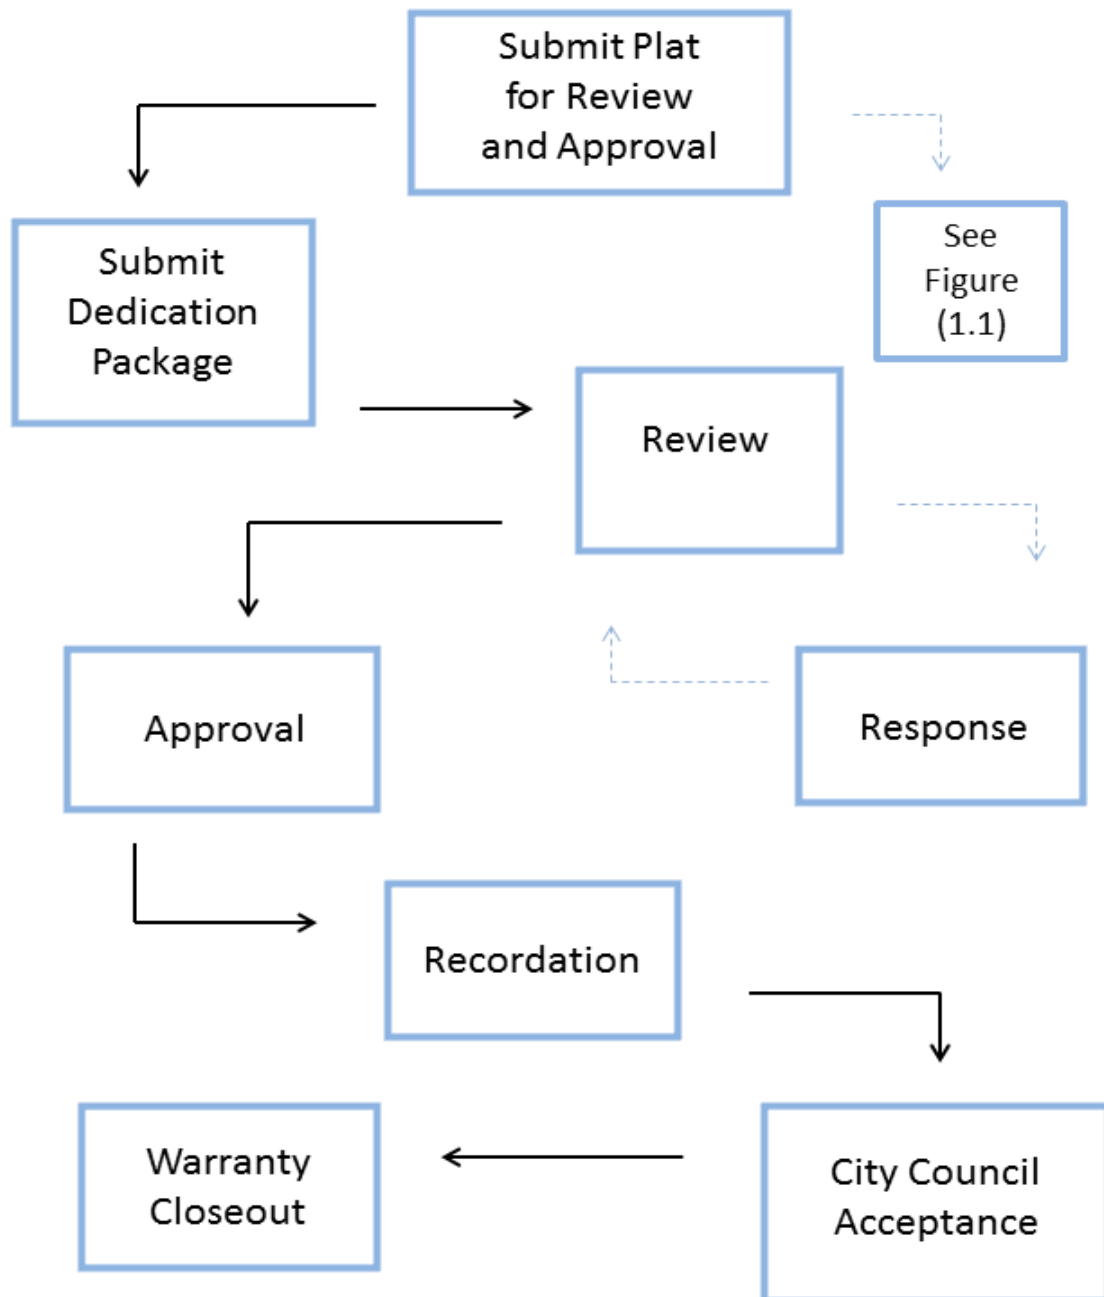 Submit Plat
for Review
and Approval
See
Figure
(1.1)
Submit
Dedication
Package
Review
Approval
Response
Recordation
Warranty
Closeout
City Council
Acceptance